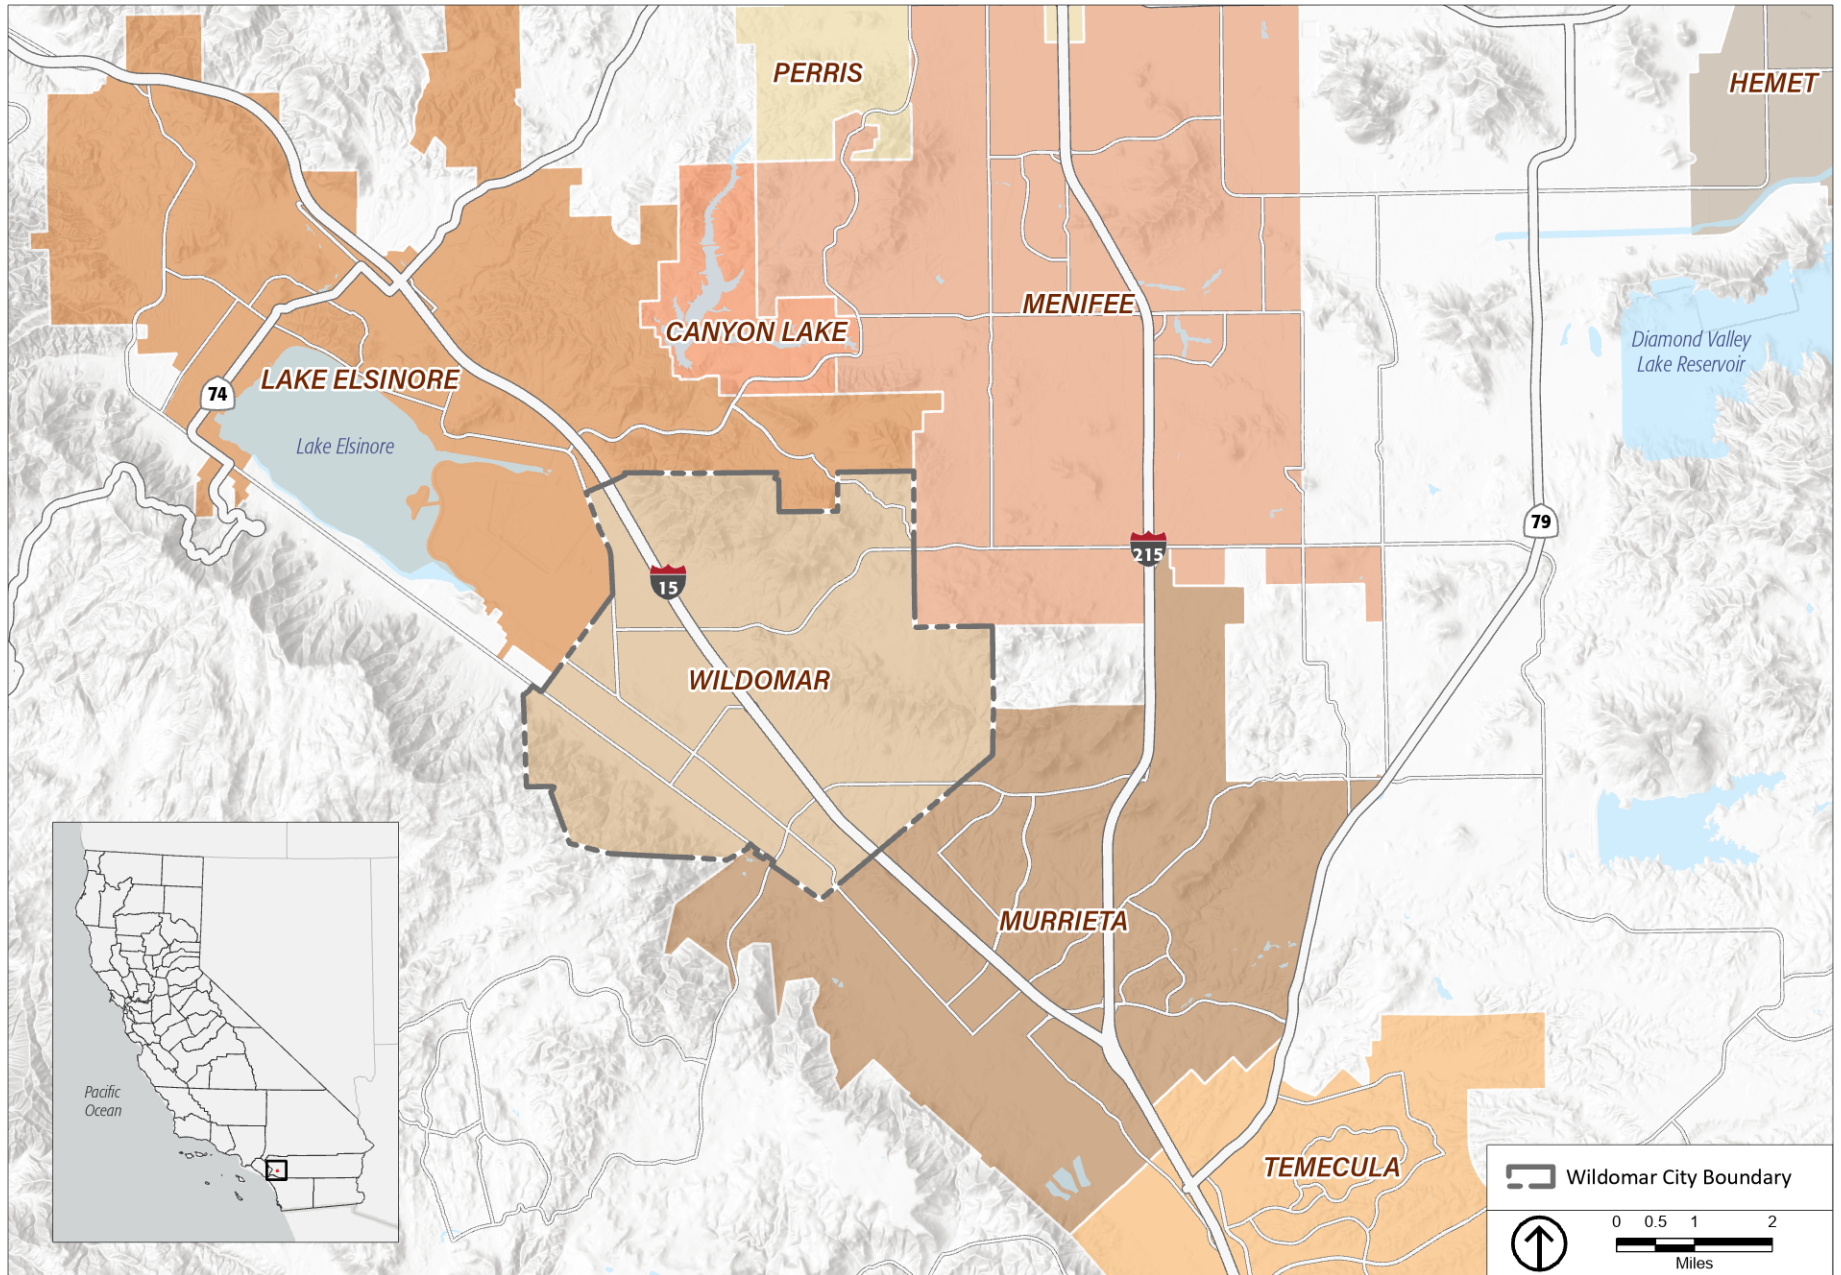 PERRIS
HEMET
MENIFEE
CANYON LAKE
Diamond Valley
Lake Reservoir
LAKE ELSINORE
74
Lake Elsinore
79
215
15
WILDOMAR
MURRIETA
Pacific
Ocean
TEMECULA
Wildomar City Boundary
0 0.5 1 2
Miles